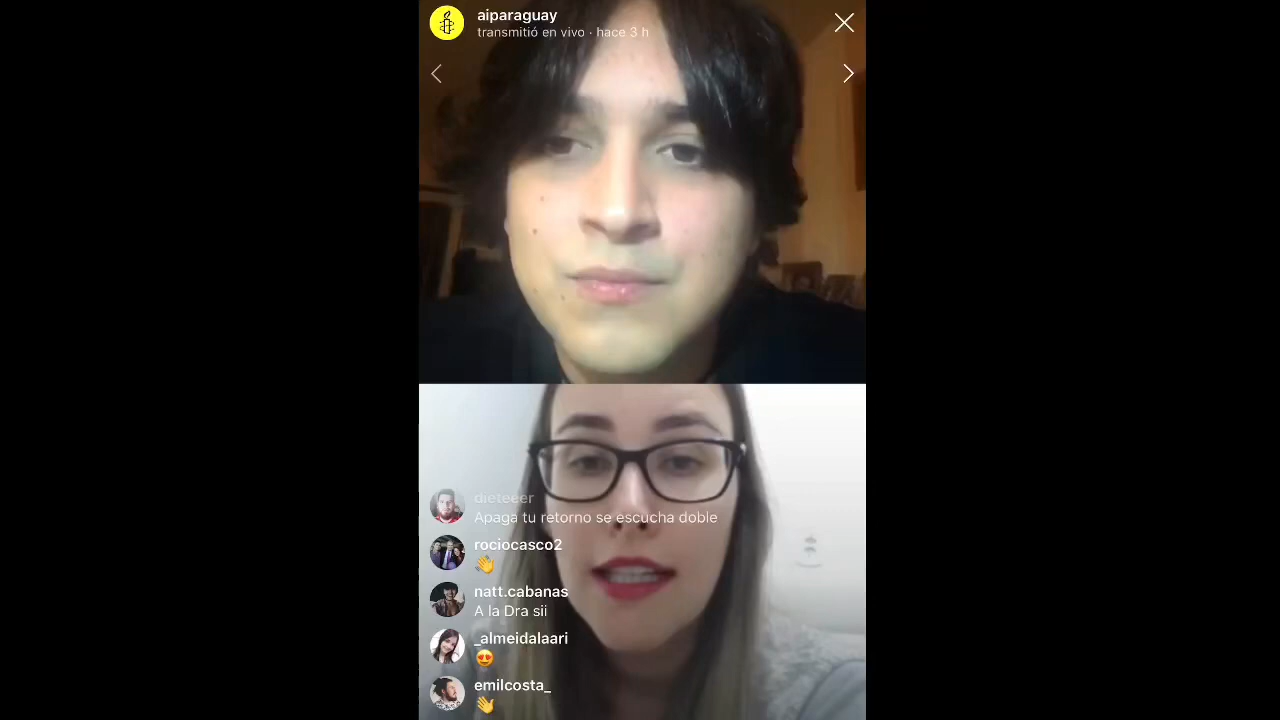 aiparaguay
transmitió en vivo · hace 3 h
dieteeer
Apaga tu retorno se escucha doble
rociocasco2
👋
natt.cabanas
A la Dra sii
_almeidalaari
😍
emilcosta_
👋